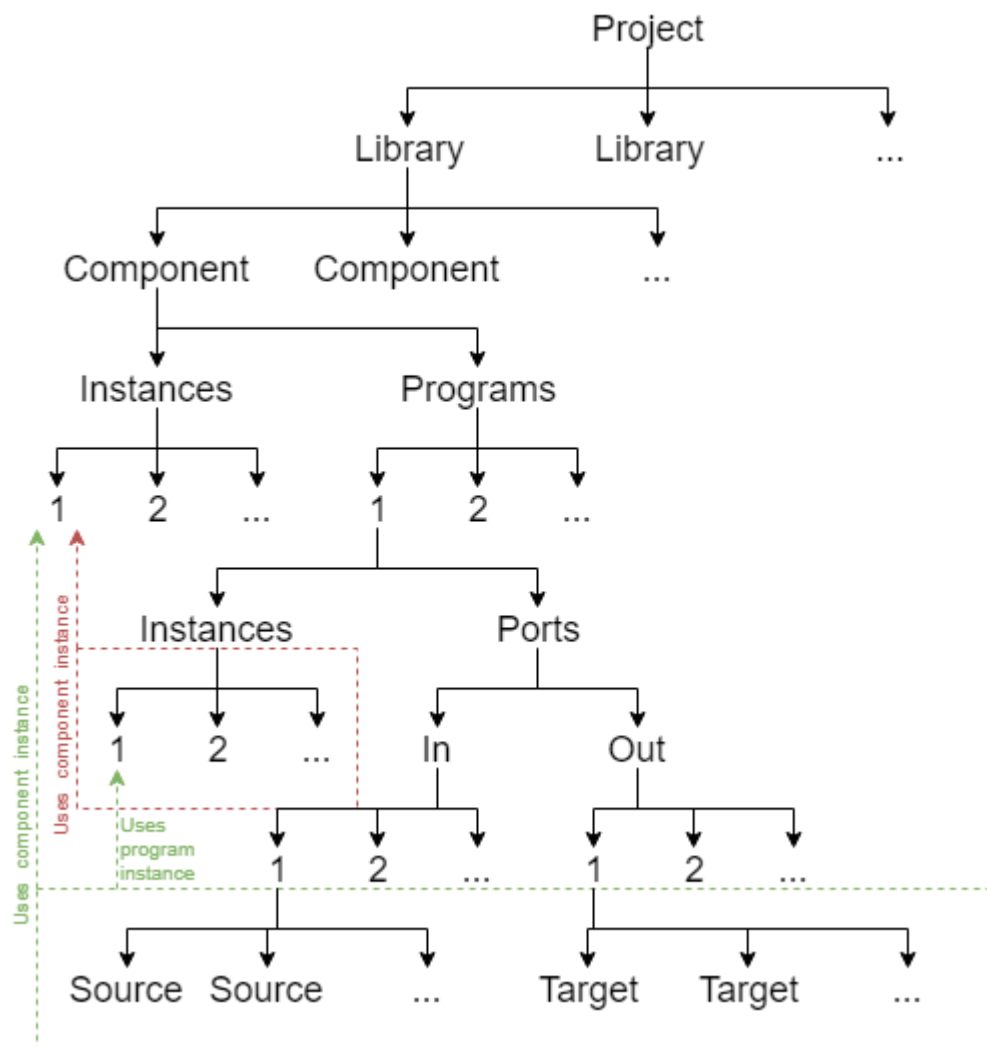 Project
Library Library ...
Component Component ...
Instances Programs
1 2 ... 1 2 ...
Instances Ports
1 2 ... In Out
Uses component instance
Uses component instance
Uses
program
instance
1 2 ... 1 2 ...
Source Source ... Target Target ...